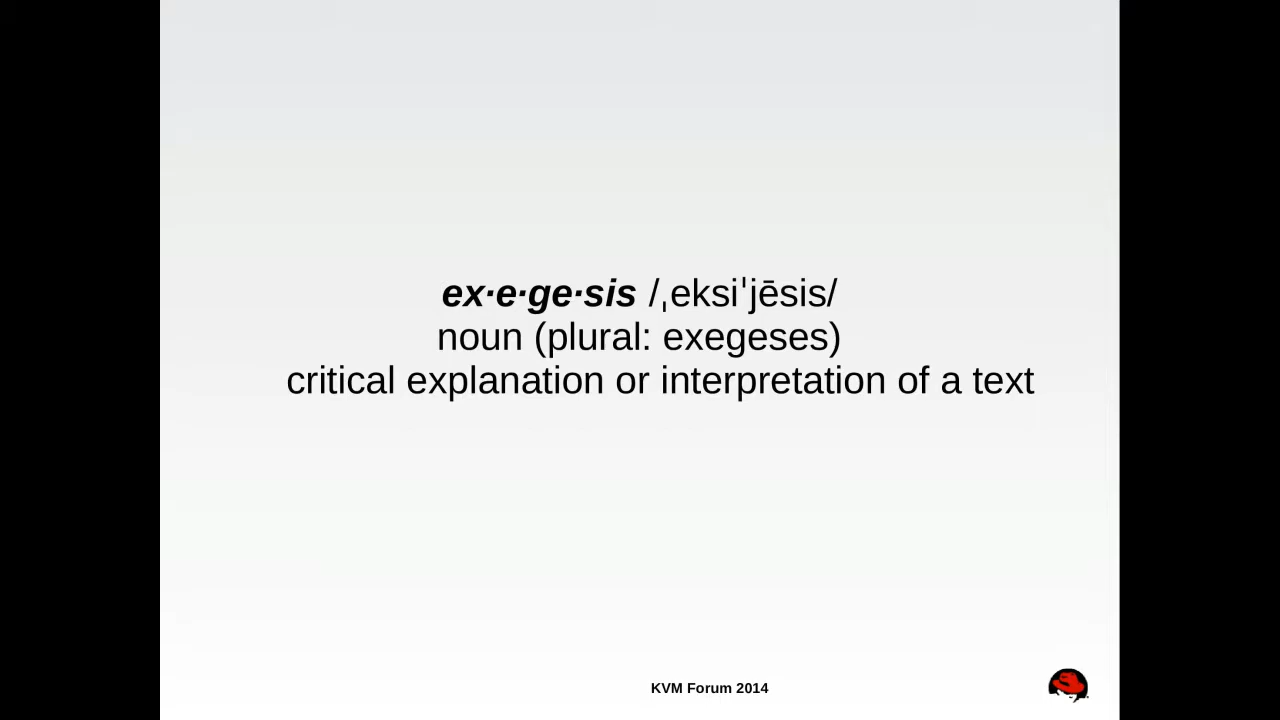 ex·e·ge·sis /ˌeksiˈjēsis/
noun (plural: exegeses)
critical explanation or interpretation of a text
KVM Forum 2014